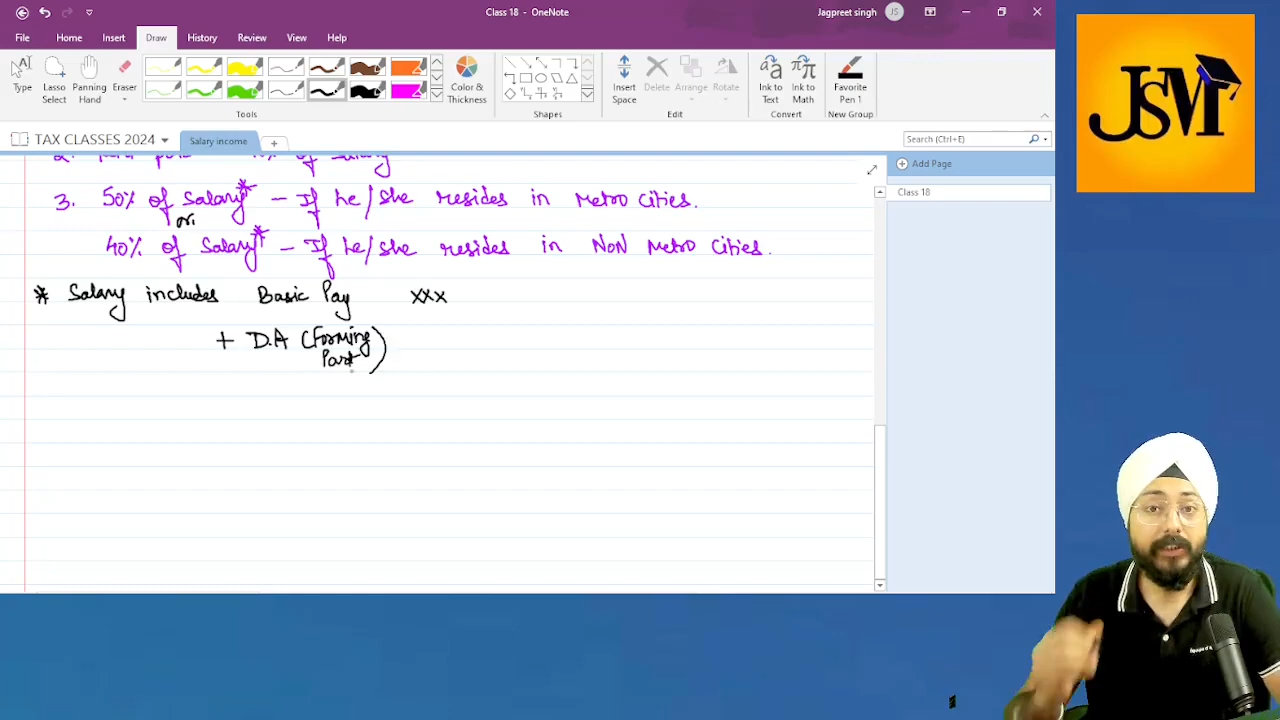 Class 18 - OneNote
Jagpreet singh JS
File Home Insert Draw History Review View Help
Type
Lasso Select
Panning Hand
Eraser
Color & Thickness
Insert Space
Delete
Arrange
Rotate
Ink to Text
Ink to Math
Favorite Pen 1
Tools
Shapes
Edit
Convert
New Group
TAX CLASSES 2024
Salary income
Search (Ctrl+E)
Add Page
Class 18
JSM
of Salary
3. 50% of Salary* - If he/she resides in Metro Cities.
or
40% of Salary* - If he/she resides in NoN Metro Cities.
* Salary includes Basic Pay xxx
+ D.A (Forming
Part)